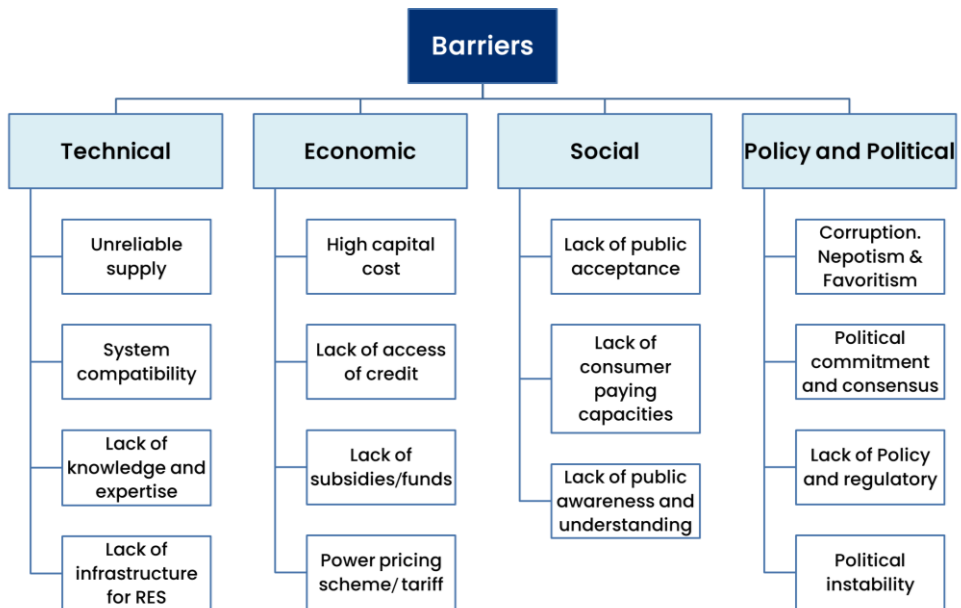 Barriers
Technical
Unreliable
supply
System
compatibility
Lack of
knowledge and
expertise
Lack of
infrastructure
for RES
Economic
High capital
cost
Lack of access
of credit
Lack of
subsidies/funds
Power pricing
scheme/ tariff
Social
Lack of public
acceptance
Lack of
consumer
paying
capacities
Lack of public
awareness and
understanding
Policy and Political
Corruption.
Nepotism &
Favoritism
Political
commitment
and consensus
Lack of Policy
and regulatory
Political
instability